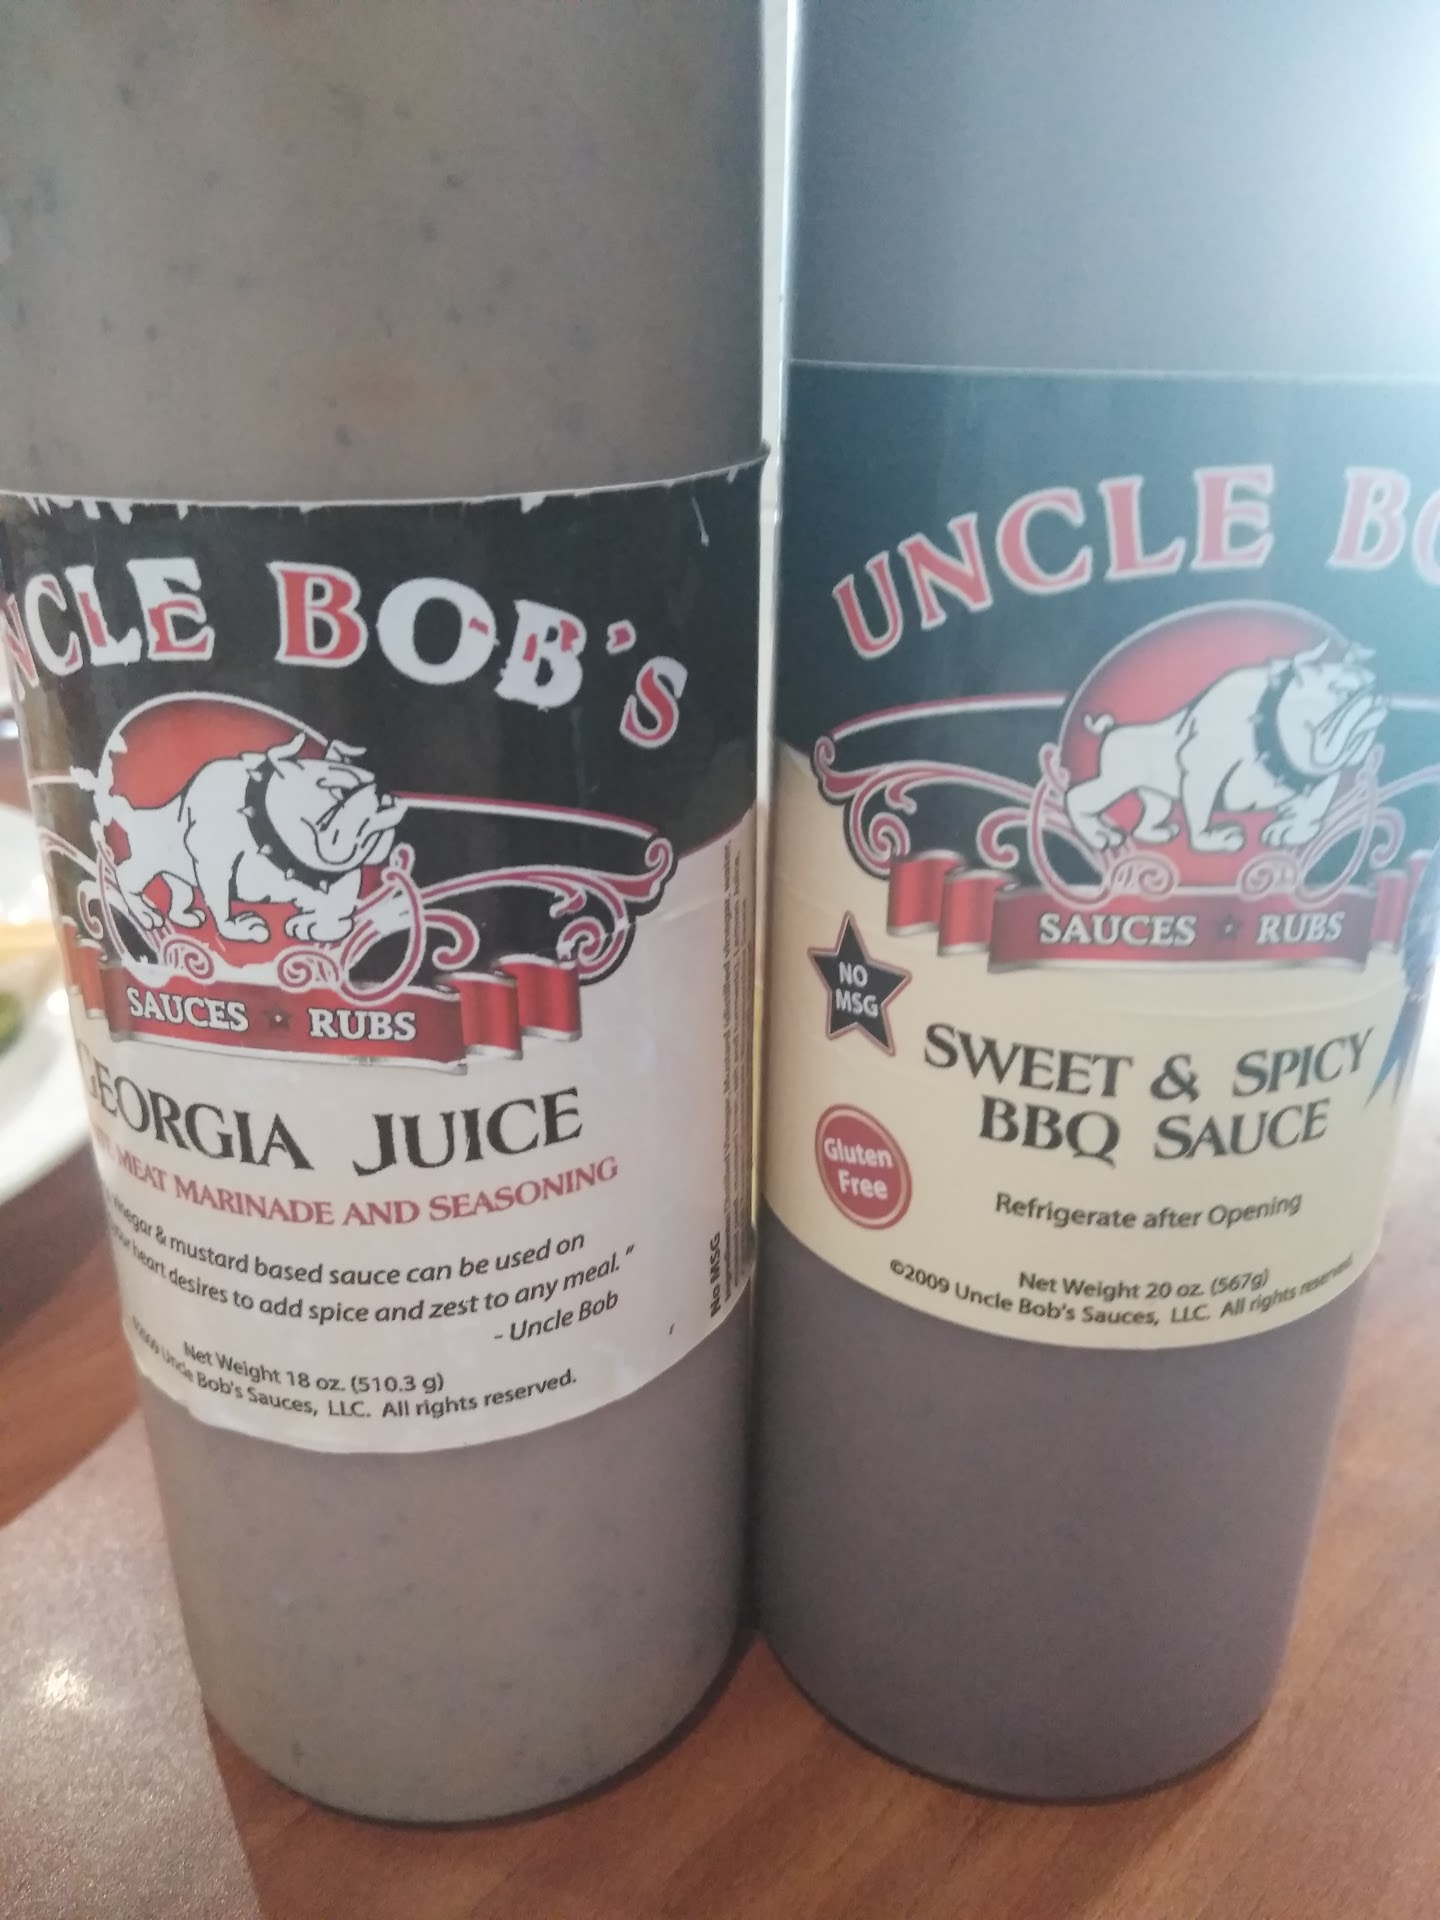 NCLE BOB'S
SAUCES ★ RUBS
GEORGIA JUICE
MEAT MARINADE AND SEASONING
vinegar & mustard based sauce can be used on
your heart desires to add spice and zest to any meal."
- Uncle Bob
Net Weight 18 oz. (510.3 g)
©2009 Uncle Bob's Sauces, LLC. All rights reserved.
No MSG
UNCLE BO
SAUCES ★ RUBS
NO
MSG
SWEET & SPICY
BBQ SAUCE
Gluten
Free
Refrigerate after Opening
Net Weight 20 oz. (567g)
©2009 Uncle Bob's Sauces, LLC. All rights reserved.